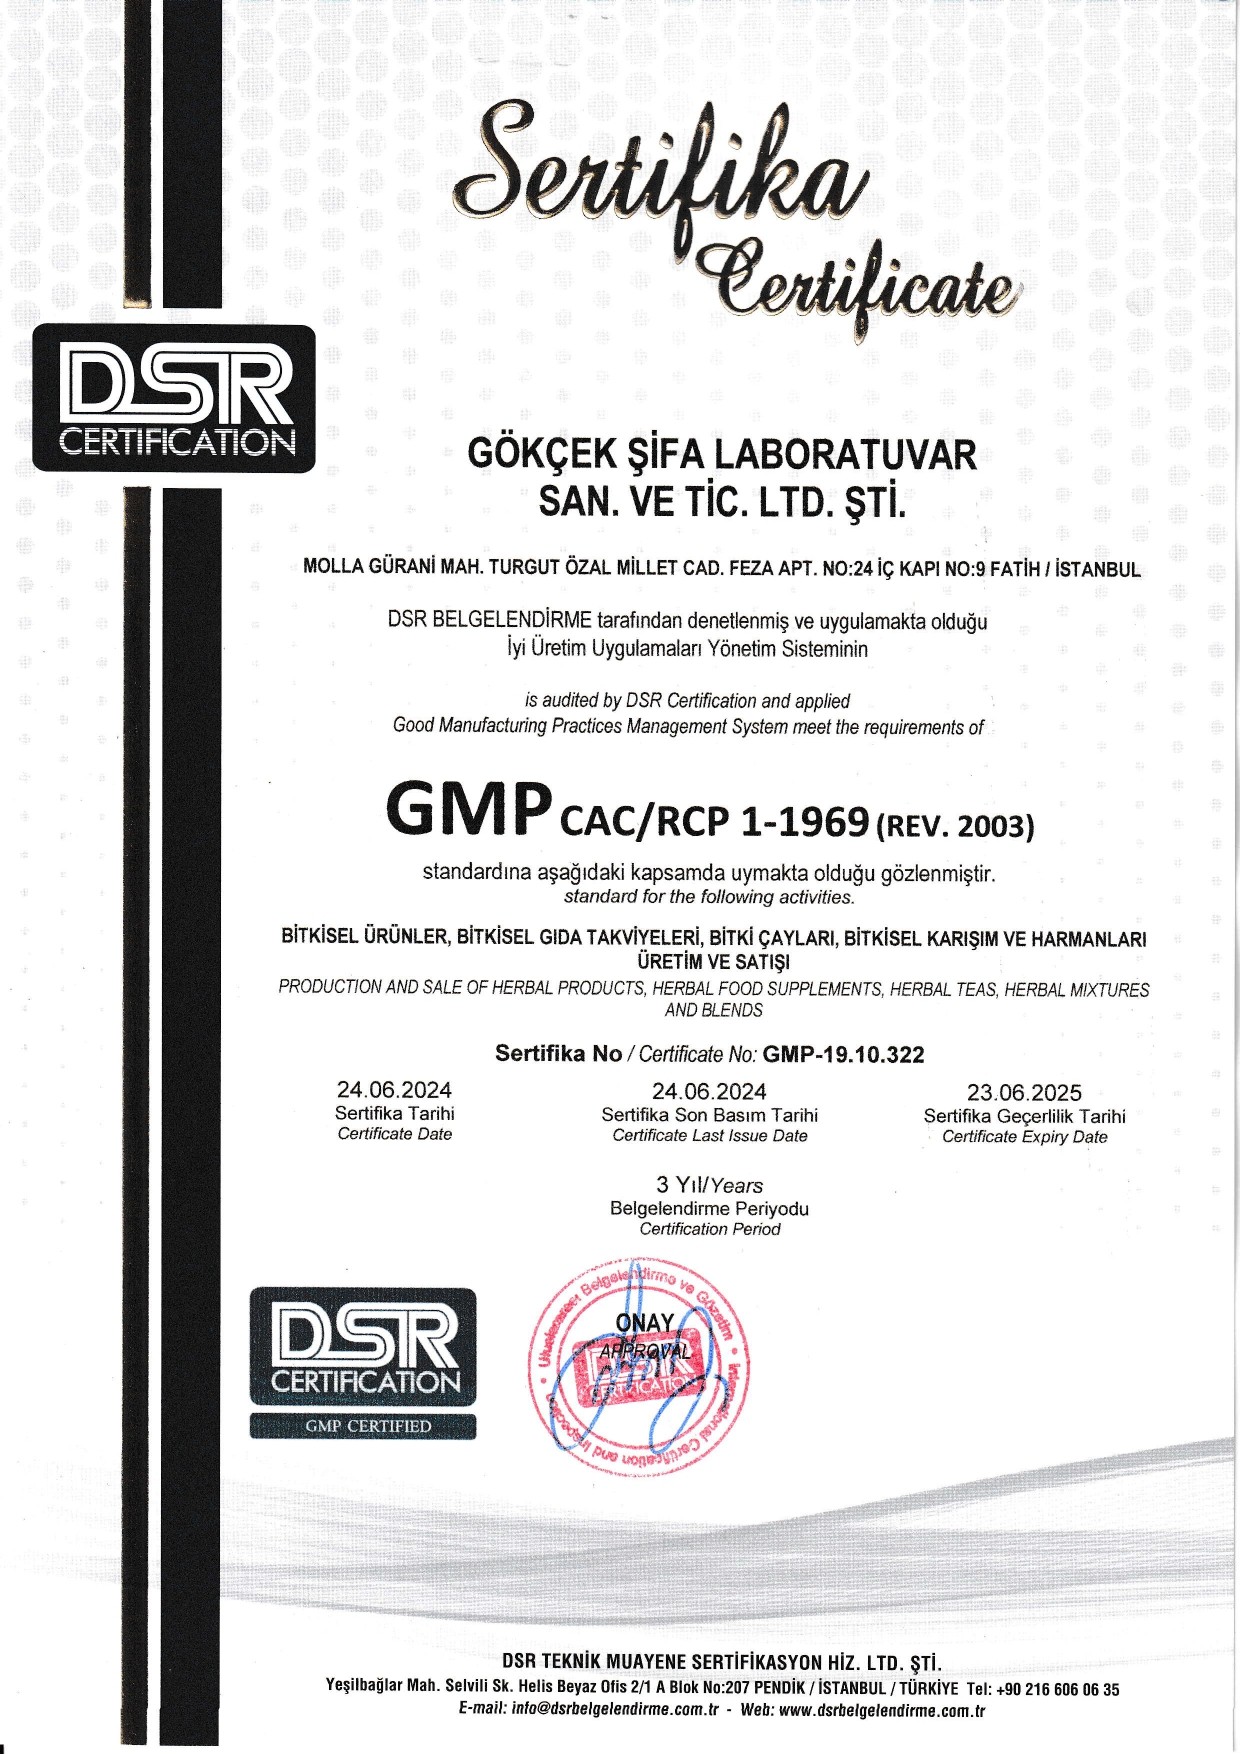 Sertifika
Certificate
DSR
CERTIFICATION
GÖKÇEK ŞİFA LABORATUVAR
SAN. VE TİC. LTD. ŞTİ.
MOLLA GÜRANİ MAH. TURGUT ÖZAL MİLLET CAD. FEZA APT. NO:24 İÇ KAPI NO:9 FATİH / İSTANBUL
DSR BELGELENDİRME tarafından denetlenmiş ve uygulamakta olduğu
İyi Üretim Uygulamaları Yönetim Sisteminin
is audited by DSR Certification and applied
Good Manufacturing Practices Management System meet the requirements of
GMP CAC/RCP 1-1969 (REV. 2003)
standardına aşağıdaki kapsamda uymakta olduğu gözlenmiştir.
standard for the following activities.
BİTKİSEL ÜRÜNLER, BİTKİSEL GIDA TAKVİYELERİ, BİTKİ ÇAYLARI, BİTKİSEL KARIŞIM VE HARMANLARI
ÜRETİM VE SATIŞI
PRODUCTION AND SALE OF HERBAL PRODUCTS, HERBAL FOOD SUPPLEMENTS, HERBAL TEAS, HERBAL MIXTURES
AND BLENDS
Sertifika No / Certificate No: GMP-19.10.322
24.06.2024 24.06.2024 23.06.2025
Sertifika Tarihi Sertifika Son Basım Tarihi Sertifika Geçerlilik Tarihi
Certificate Date Certificate Last Issue Date Certificate Expiry Date
3 Yıl/Years
Belgelendirme Periyodu
Certification Period
DSR
CERTIFICATION
GMP CERTIFIED
Uluslararası Belgelendirme ve Gözetim • International Certification and Inspection •
ONAY
APPROVAL
DSR
CERTIFICATION
DSR TEKNİK MUAYENE SERTİFİKASYON HİZ. LTD. ŞTİ.
Yeşilbağlar Mah. Selvili Sk. Helis Beyaz Ofis 2/1 A Blok No:207 PENDİK / İSTANBUL / TÜRKİYE Tel: +90 216 606 06 35
E-mail: info@dsrbelgelendirme.com.tr - Web: www.dsrbelgelendirme.com.tr